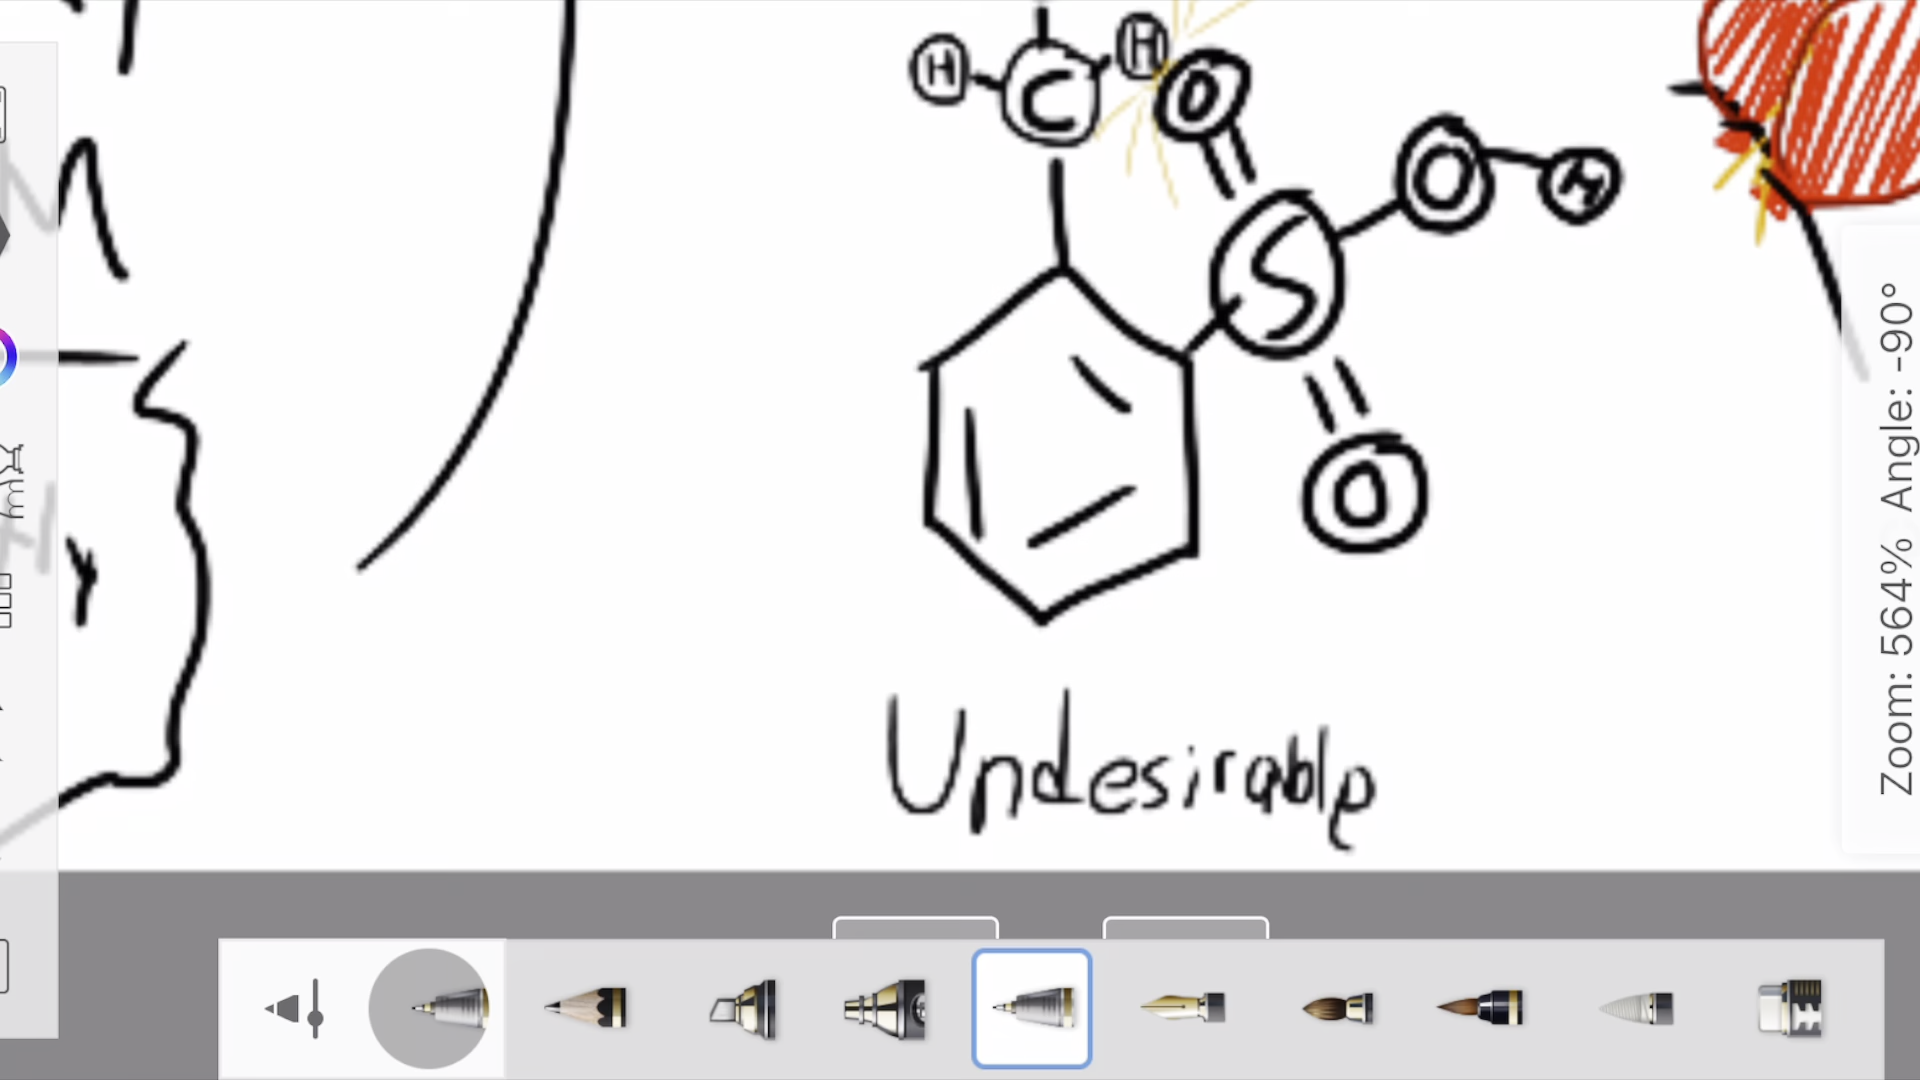 H C H
O
O H
S
O
Undesirable
Y
Zoom: 564% Angle: -90°